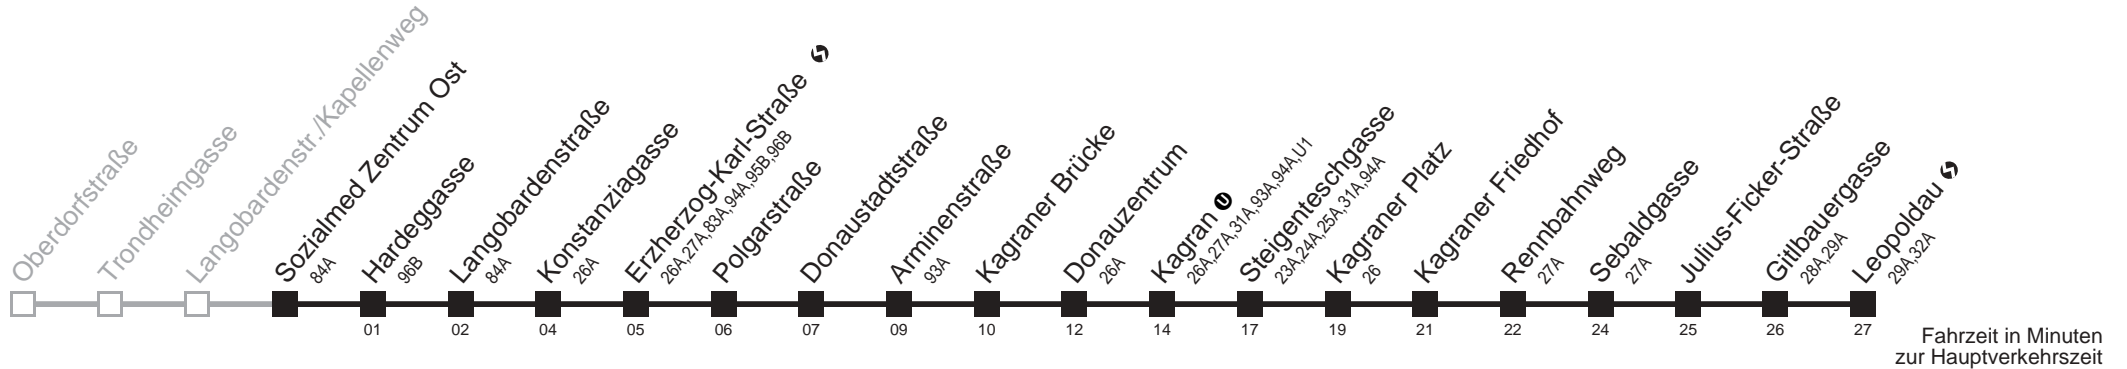 Oberdorfstraße
Trondheimgasse
Langobardenstr./Kapellenweg
Sozialmed Zentrum Ost
84A
Hardeggasse
96B
Langobardenstraße
84A
Konstanziagasse
26A
Erzherzog-Karl-Straße
26A,27A,83A,94A,95B,96B
Polgarstraße
Donaustadtstraße
Arminenstraße
93A
Kagraner Brücke
Donauzentrum
26A
Kagran U
26A,27A,31A,93A,94A,U1
Steigenteschgasse
23A,24A,25A,31A,94A
Kagraner Platz
26
Kagraner Friedhof
Rennbahnweg
27A
Sebaldgasse
27A
Julius-Ficker-Straße
Gitlbauergasse
28A,29A
Leopoldau
29A,32A
01 02 04 05 06 07 09 10 12 14 17 19 21 22 24 25 26 27
Fahrzeit in Minuten
zur Hauptverkehrszeit